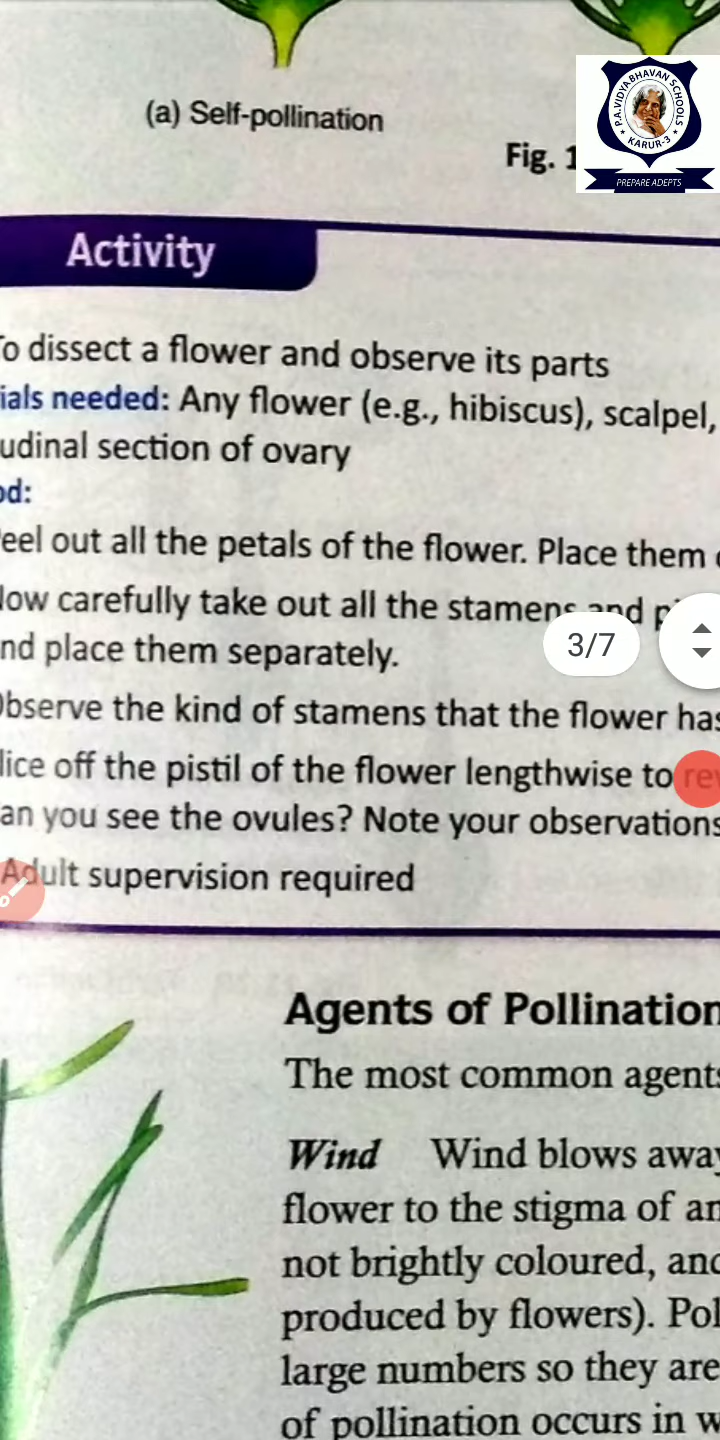 (a) Self-pollination
Fig. 1
P.A.VIDYABHAVAN SCHOOLS
KARUR-3
PREPARE ADEPTS
Activity
To dissect a flower and observe its parts
ials needed: Any flower (e.g., hibiscus), scalpel,
udinal section of ovary
od:
eel out all the petals of the flower. Place them
low carefully take out all the stamens and
nd place them separately.
3/7
Observe the kind of stamens that the flower has
lice off the pistil of the flower lengthwise to re
an you see the ovules? Note your observations
Adult supervision required
Agents of Pollination
The most common agents
Wind Wind blows away
flower to the stigma of an
not brightly coloured, and
produced by flowers). Pol
large numbers so they are
of pollination occurs in w